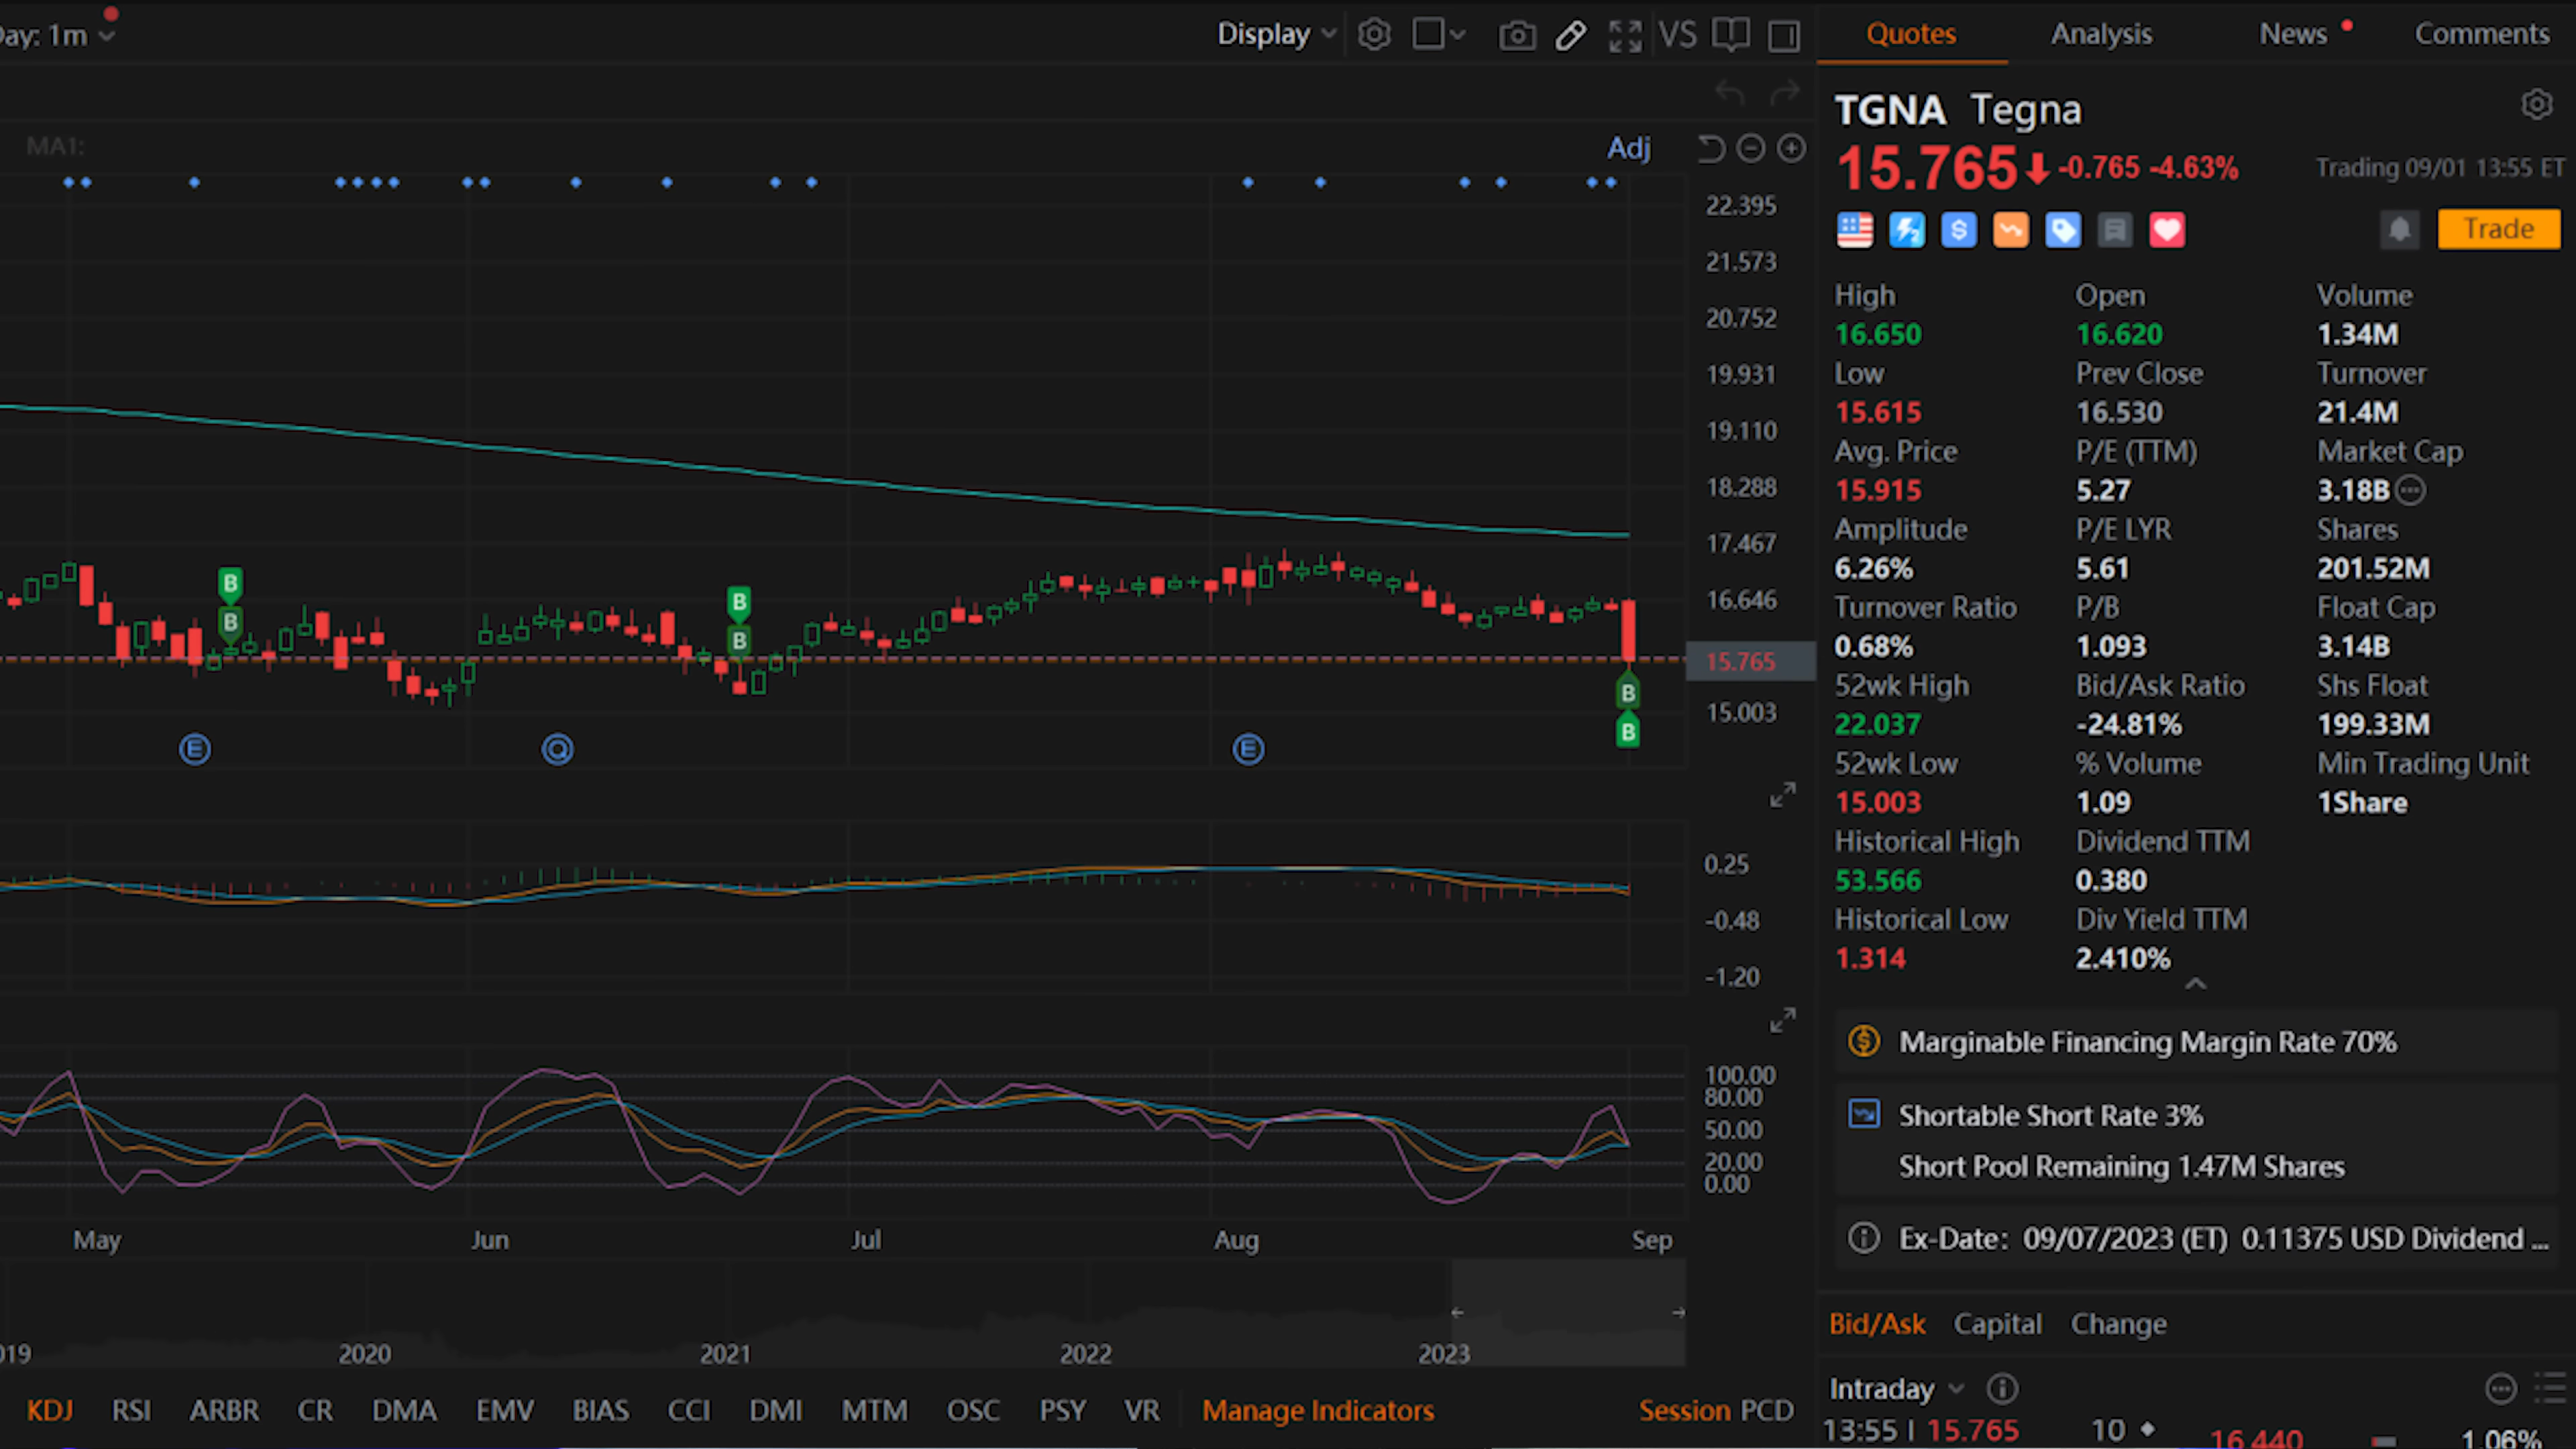 Day: 1m
Display
VS
Quotes Analysis News Comments
MA1:
Adj
TGNA Tegna
15.765 -0.765 -4.63% Trading 09/01 13:55 ET
Trade
22.395
21.573
20.752
19.931
19.110
18.288
17.467
16.646
15.765
15.003
B
B
B
B
B
B
E
Q
E
0.25
-0.48
-1.20
100.00
80.00
50.00
20.00
0.00
May Jun Jul Aug Sep
019 2020 2021 2022 2023
KDJ RSI ARBR CR DMA EMV BIAS CCI DMI MTM OSC PSY VR Manage Indicators Session PCD
High Open Volume
16.650 16.620 1.34M
Low Prev Close Turnover
15.615 16.530 21.4M
Avg. Price P/E (TTM) Market Cap
15.915 5.27 3.18B
Amplitude P/E LYR Shares
6.26% 5.61 201.52M
Turnover Ratio P/B Float Cap
0.68% 1.093 3.14B
52wk High Bid/Ask Ratio Shs Float
22.037 -24.81% 199.33M
52wk Low % Volume Min Trading Unit
15.003 1.09 1Share
Historical High Dividend TTM
53.566 0.380
Historical Low Div Yield TTM
1.314 2.410%
Marginable Financing Margin Rate 70%
Shortable Short Rate 3%
Short Pool Remaining 1.47M Shares
Ex-Date: 09/07/2023 (ET) 0.11375 USD Dividend ...
Bid/Ask Capital Change
Intraday
13:55 15.765 10 16.440 1.06%